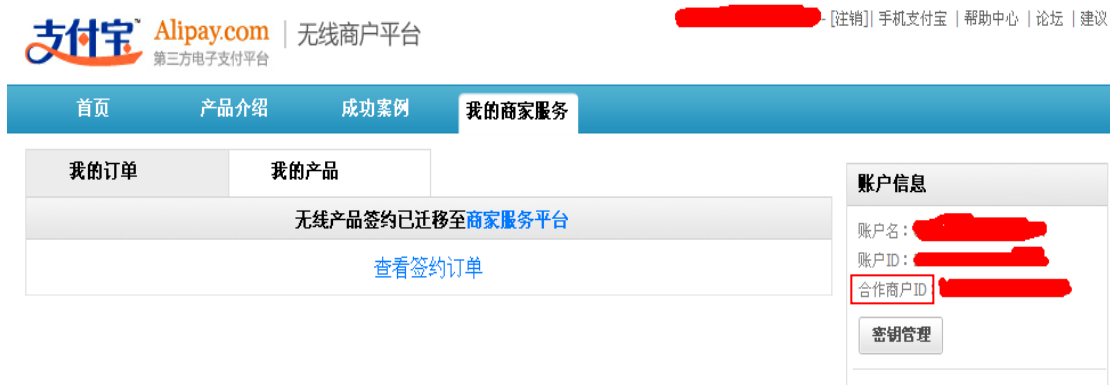 支付宝™ Alipay.com | 无线商户平台
第三方电子支付平台
- [注销]| 手机支付宝 | 帮助中心 | 论坛 | 建议
首页 产品介绍 成功案例 我的商家服务
我的订单 我的产品
无线产品签约已迁移至商家服务平台
查看签约订单
账户信息
账户名：
账户ID：
合作商户ID：
密钥管理